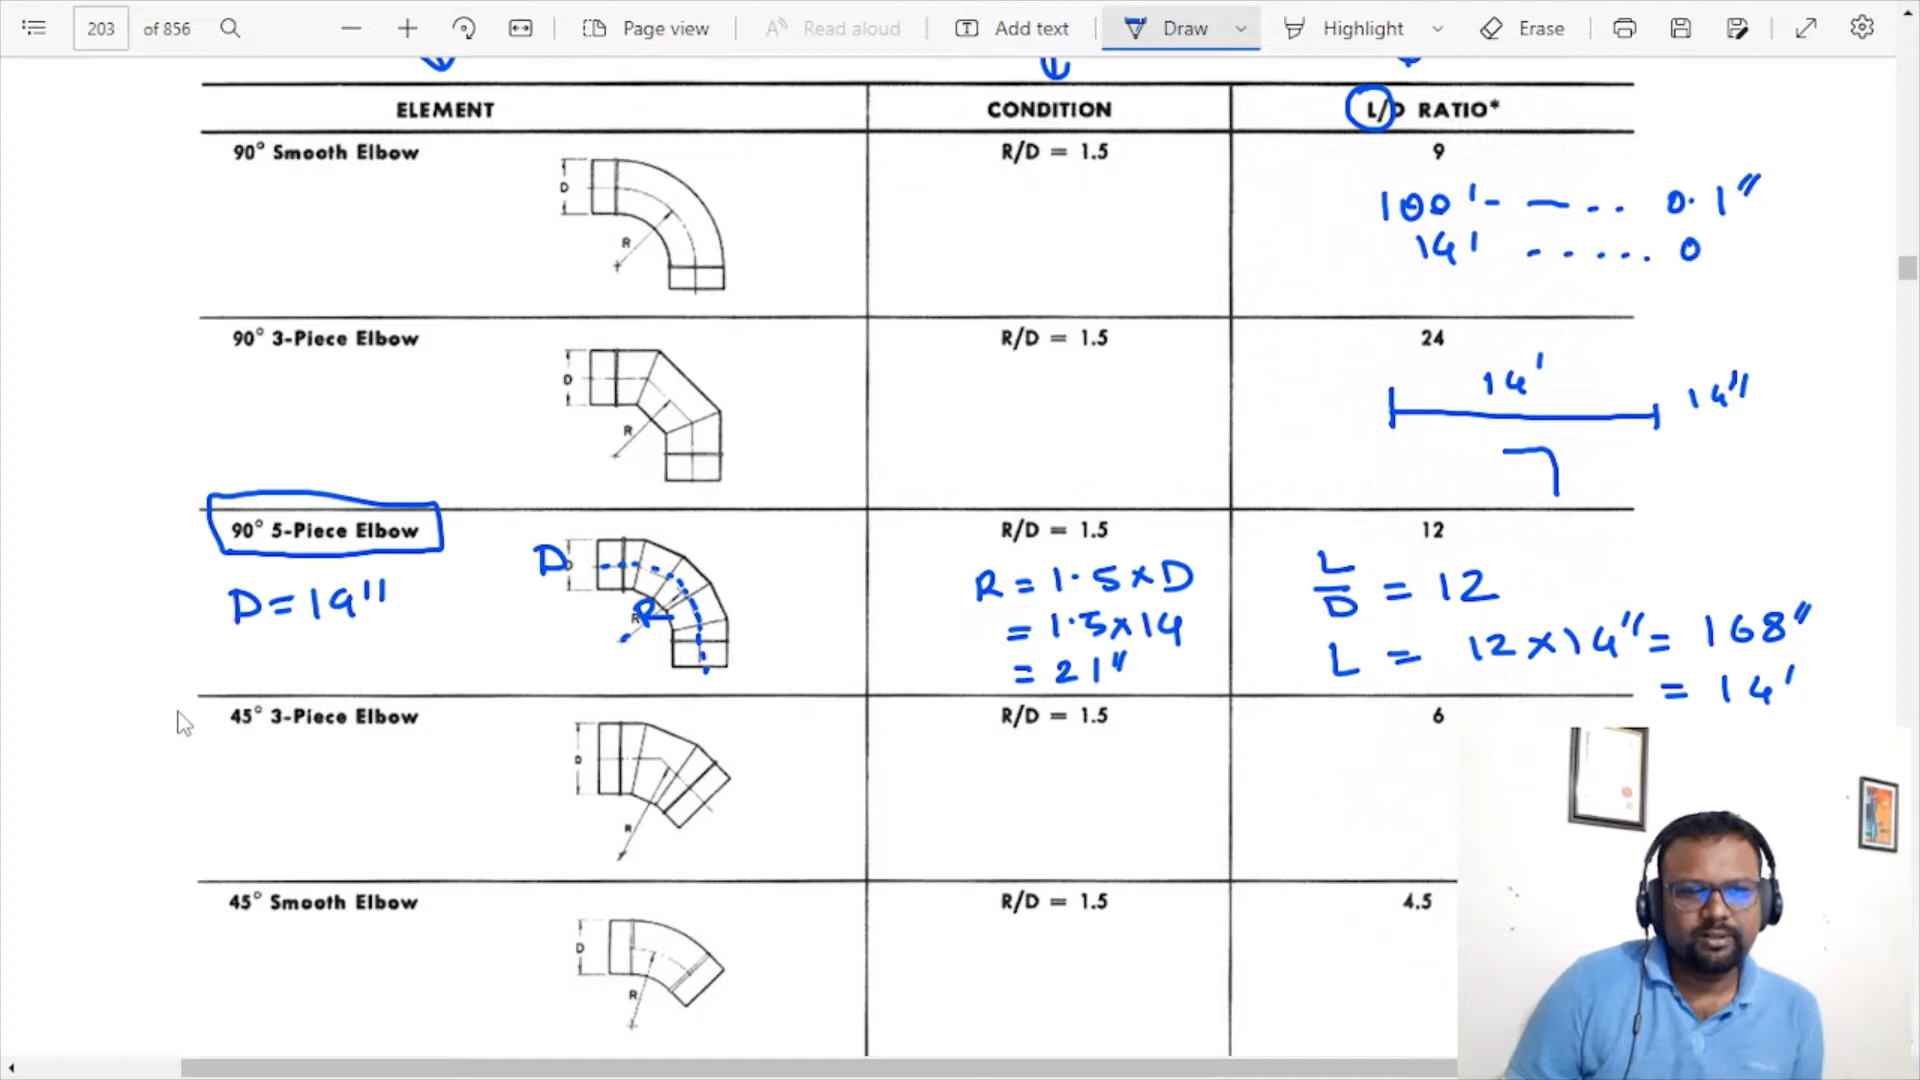 203 of 856 Page view Read aloud Add text Draw Highlight Erase
ELEMENT CONDITION L/D RATIO*
90° Smooth Elbow R/D = 1.5 9
D
R
100' - — - - 0.1"
14' - - - - - 0
90° 3-Piece Elbow R/D = 1.5 24
D
R
14'
14"
90° 5-Piece Elbow R/D = 1.5 12
D = 14"
D
R
R = 1.5 × D
= 1.5 × 14
= 21"
L/D = 12
L = 12 × 14" = 168"
= 14'
45° 3-Piece Elbow R/D = 1.5 6
D
R
45° Smooth Elbow R/D = 1.5 4.5
D
R